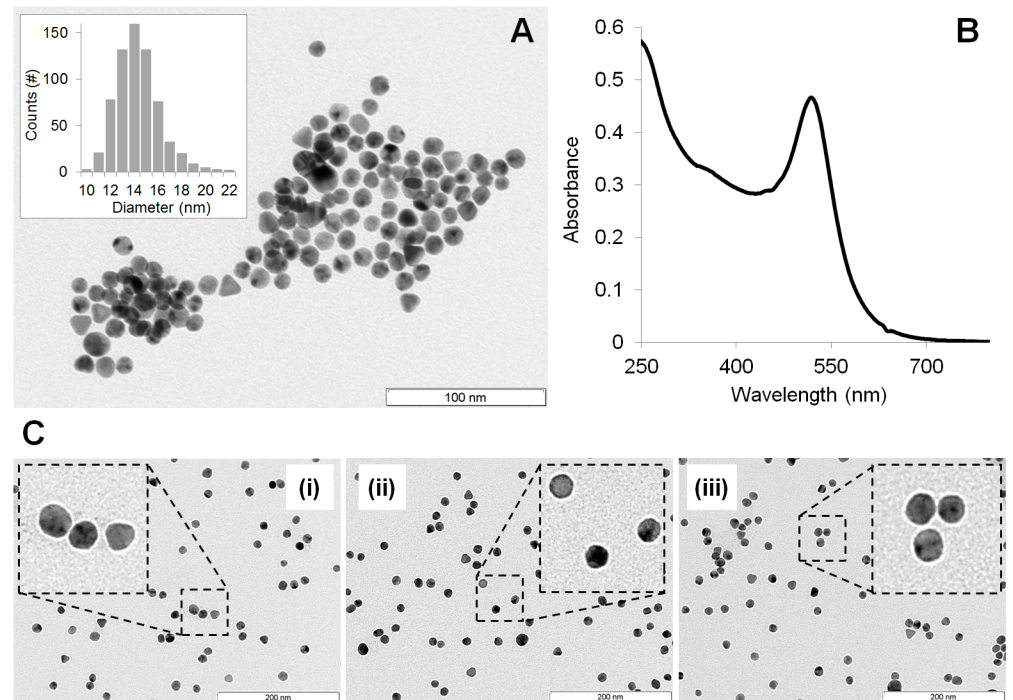 A
150
100
50
0
Counts (#)
10 12 14 16 18 20 22
Diameter (nm)
100 nm
B
0.6
0.5
0.4
0.3
0.2
0.1
0
Absorbance
250 400 550 700
Wavelength (nm)
C
(i)
(ii)
(iii)
200 nm
200 nm
200 nm